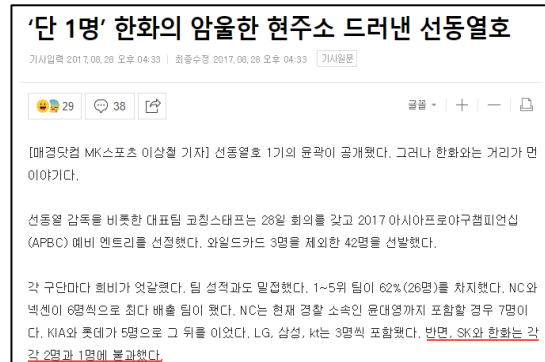 ‘단 1명’ 한화의 암울한 현주소 드러낸 선동열호
기사입력 2017.08.28 오후 04:33 | 최종수정 2017.08.28 오후 04:33 기사원문
29 38 글꼴
[매경닷컴 MK스포츠 이상철 기자] 선동열호 1기의 윤곽이 공개됐다. 그러나 한화와는 거리가 먼
이야기다.
선동열 감독을 비롯한 대표팀 코칭스태프는 28일 회의를 갖고 2017 아시아프로야구챔피언십
(APBC) 예비 엔트리를 선정했다. 와일드카드 3명을 제외한 42명을 선발했다.
각 구단마다 희비가 엇갈렸다. 팀 성적과도 밀접했다. 1~5위 팀이 62%(26명)를 차지했다. NC와
넥센이 6명씩으로 최다 배출 팀이 됐다. NC는 현재 경찰 소속인 윤대영까지 포함할 경우 7명이
다. KIA와 롯데가 5명으로 그 뒤를 이었다. LG, 삼성, kt는 3명씩 포함됐다. 반면, SK와 한화는 각
각 2명과 1명에 불과했다.